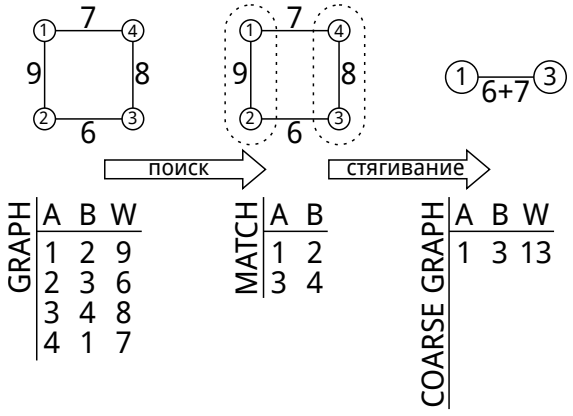 7
7
1 4
1 4
9 8
9 8
1 3
6+7
2 3
2 3
6
6
поиск
стягивание
GRAPH
A B W
1 2 9
2 3 6
3 4 8
4 1 7
MATCH
A B
1 2
3 4
COARSE GRAPH
A B W
1 3 13